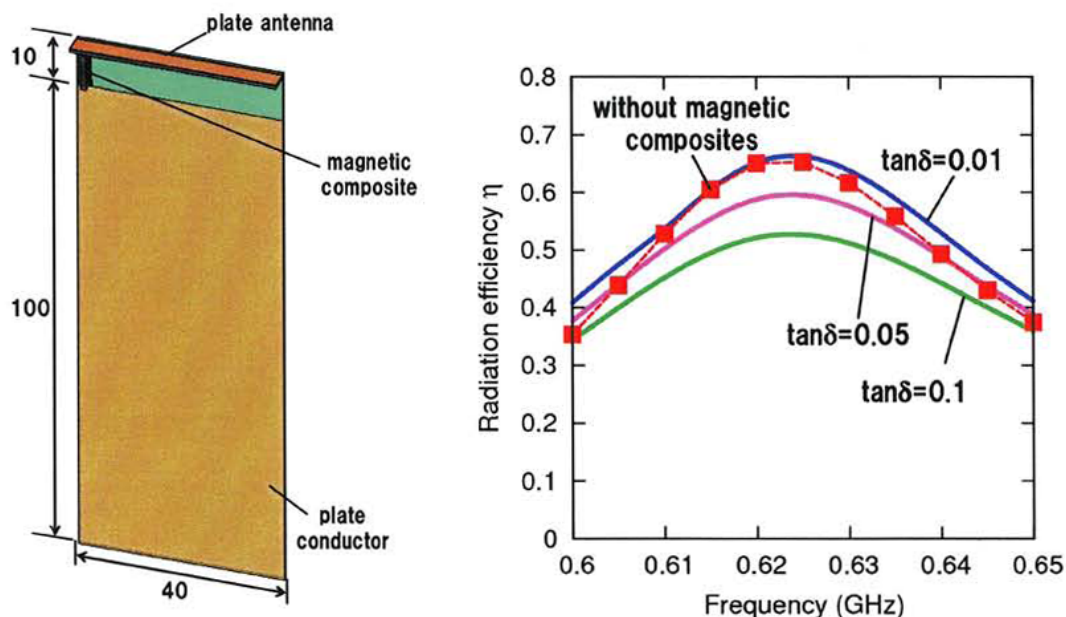 plate antenna
10
magnetic
composite
100
plate
conductor
40
0.8
0.7
0.6
0.5
0.4
0.3
0.2
0.1
0
Radiation efficiency η
without magnetic
composites
tanδ=0.01
tanδ=0.05
tanδ=0.1
0.6 0.61 0.62 0.63 0.64 0.65
Frequency (GHz)